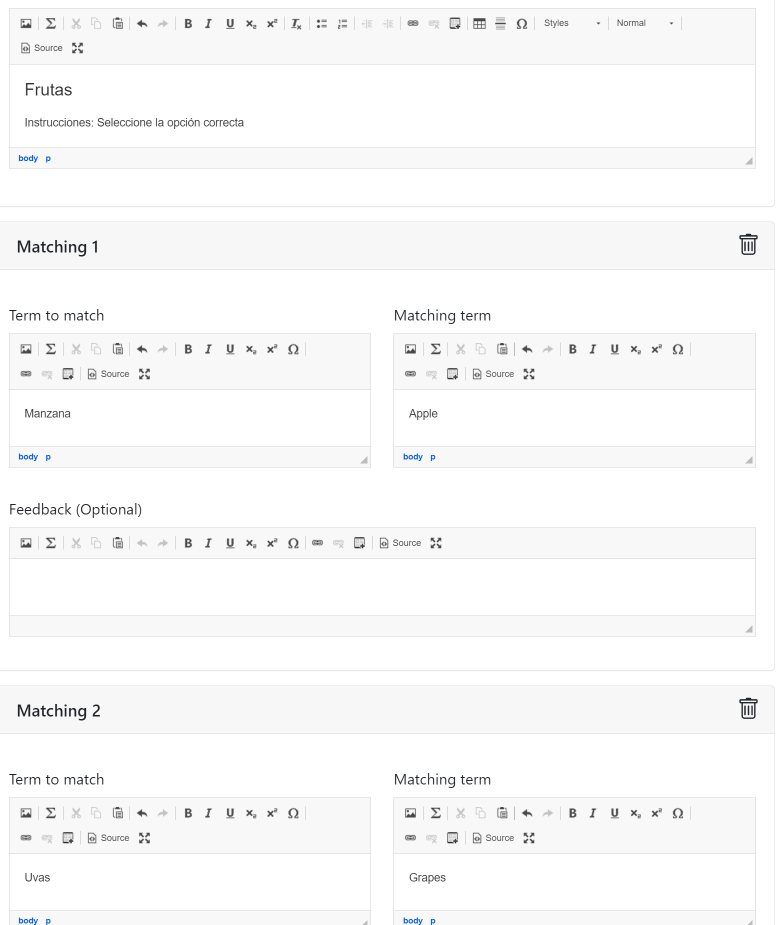 Styles Normal
Source
Frutas
Instrucciones: Seleccione la opción correcta
body p
Matching 1
Term to match
Matching term
Source
Source
Manzana
Apple
body p
body p
Feedback (Optional)
Source
Matching 2
Term to match
Matching term
Source
Source
Uvas
Grapes
body p
body p